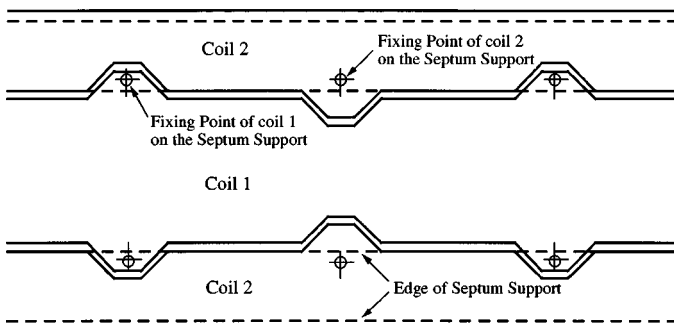 Coil 2
Fixing Point of coil 2
on the Septum Support
Fixing Point of coil 1
on the Septum Support
Coil 1
Coil 2
Edge of Septum Support